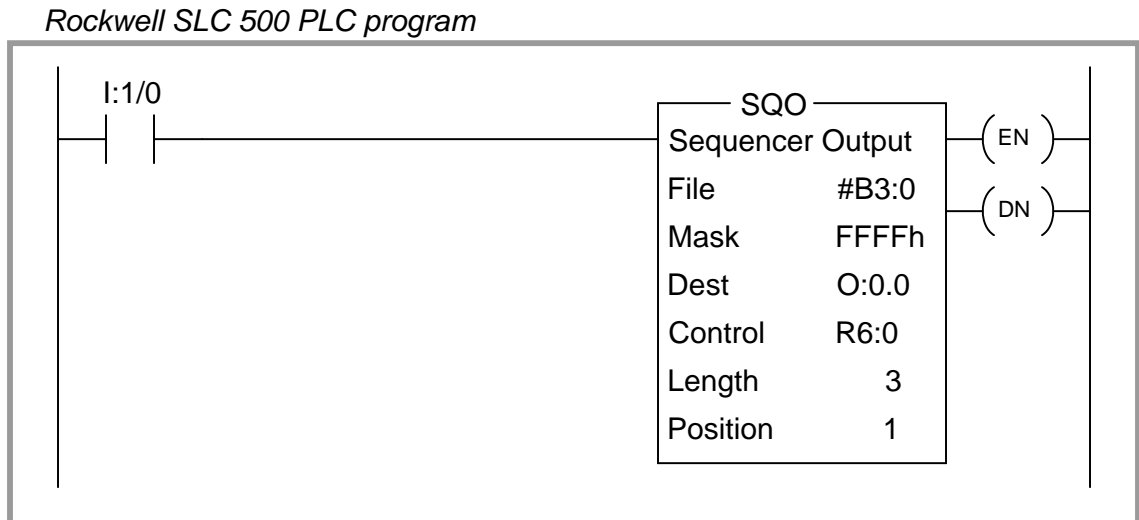 Rockwell SLC 500 PLC program
I:1/0
SQO
Sequencer Output
EN
File #B3:0
DN
Mask FFFFh
Dest O:0.0
Control R6:0
Length 3
Position 1